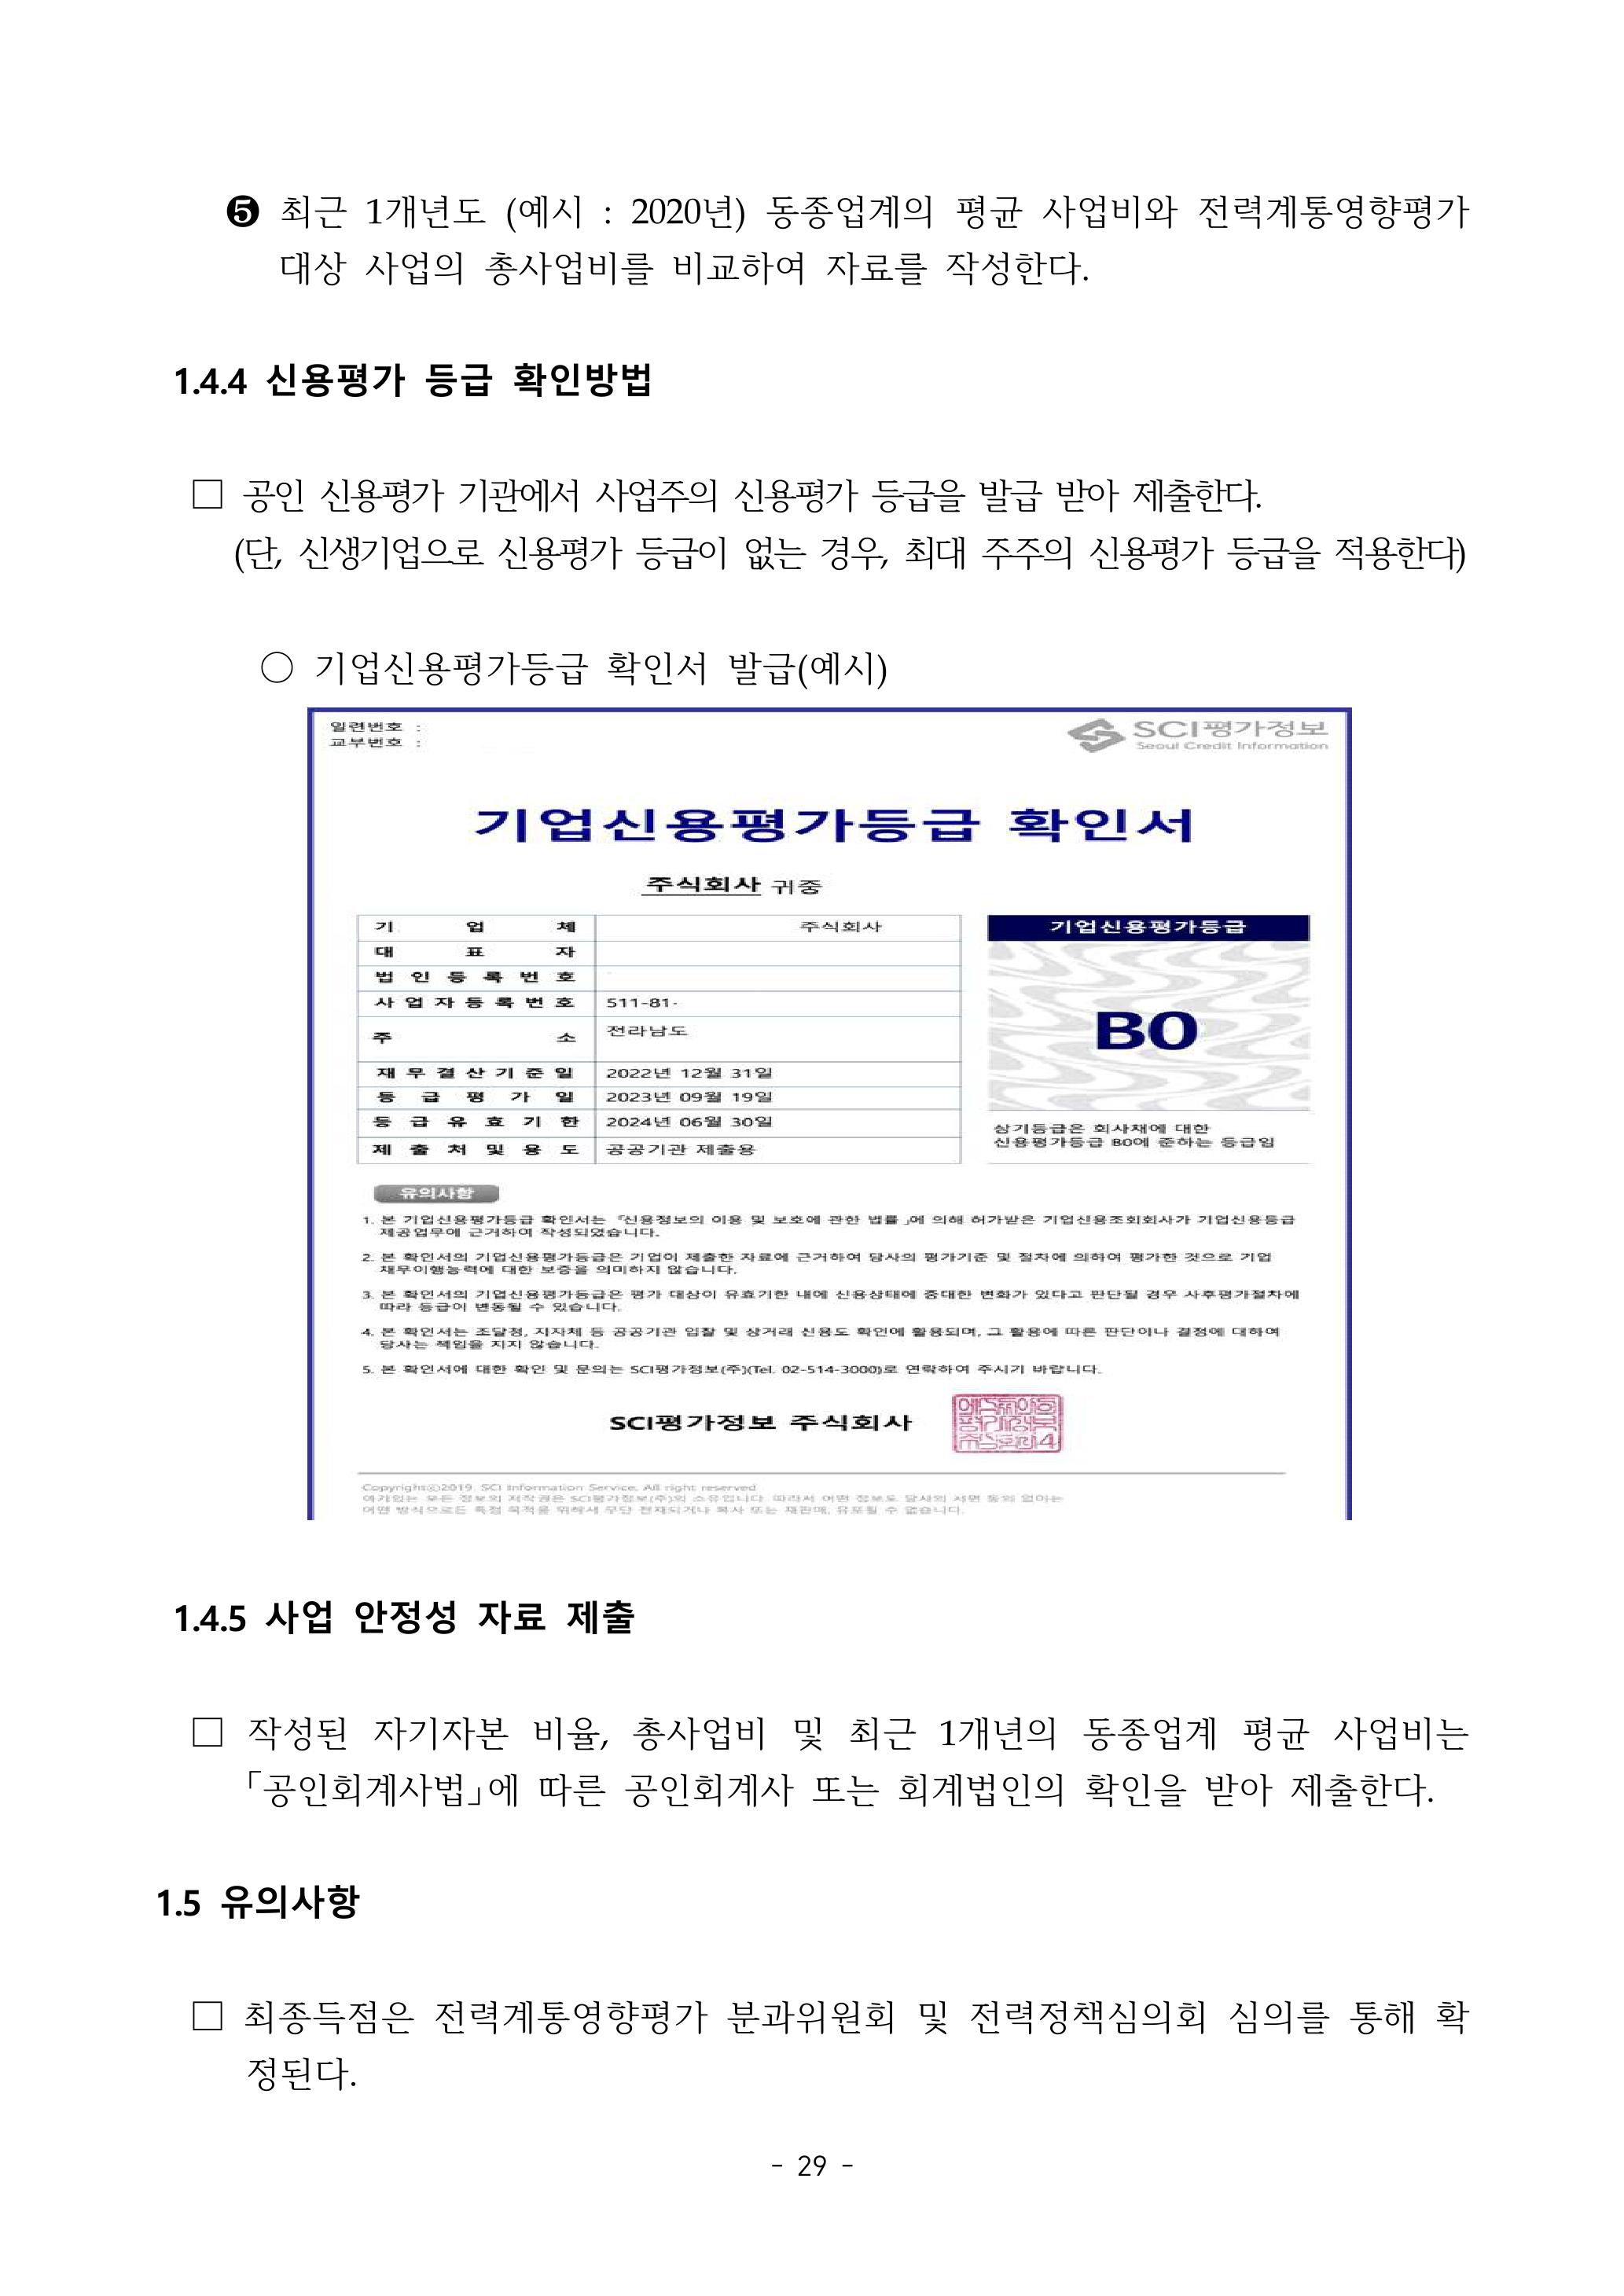 ❺ 최근 1개년도 (예시 : 2020년) 동종업계의 평균 사업비와 전력계통영향평가
대상 사업의 총사업비를 비교하여 자료를 작성한다.
1.4.4 신용평가 등급 확인방법
□ 공인 신용평가 기관에서 사업주의 신용평가 등급을 발급 받아 제출한다.
(단, 신생기업으로 신용평가 등급이 없는 경우, 최대 주주의 신용평가 등급을 적용한다)
○ 기업신용평가등급 확인서 발급(예시)
일련번호 :
교부번호 :
SCI평가정보
Seoul Credit Information
기업신용평가등급 확인서
주식회사 귀중
기 업 체 주식회사
대 표 자
법 인 등 록 번 호
사 업 자 등 록 번 호 511-81-
주 소 전라남도
재 무 결 산 기 준 일 2022년 12월 31일
등 급 평 가 일 2023년 09월 19일
등 급 유 효 기 한 2024년 06월 30일
제 출 처 및 용 도 공공기관 제출용
기업신용평가등급
B0
상기등급은 회사채에 대한
신용평가등급 B0에 준하는 등급임
유의사항
1. 본 기업신용평가등급 확인서는 「신용정보의 이용 및 보호에 관한 법률」에 의해 허가받은 기업신용조회회사가 기업신용등급
제공업무에 근거하여 작성되었습니다.
2. 본 확인서의 기업신용평가등급은 기업이 제출한 자료에 근거하여 당사의 평가기준 및 절차에 의하여 평가한 것으로 기업
채무이행능력에 대한 보증을 의미하지 않습니다.
3. 본 확인서의 기업신용평가등급은 평가 대상이 유효기한 내에 신용상태에 중대한 변화가 있다고 판단될 경우 사후평가절차에
따라 등급이 변동될 수 있습니다.
4. 본 확인서는 조달청, 지자체 등 공공기관 입찰 및 상거래 신용도 확인에 활용되며, 그 활용에 따른 판단이나 결정에 대하여
당사는 책임을 지지 않습니다.
5. 본 확인서에 대한 확인 및 문의는 SCI평가정보(주)(Tel. 02-514-3000)로 연락하여 주시기 바랍니다.
SCI평가정보 주식회사
Copyright©2019. SCI Information Service. All right reserved
여기있는 모든 정보의 저작권은 SCI평가정보(주)의 소유입니다. 따라서 어떤 정보도 당사의 서면 동의 없이는
어떤 방식으로든 특정 목적을 위해서 무단 전재되거나 복사 또는 재판매, 유포될 수 없습니다.
1.4.5 사업 안정성 자료 제출
□ 작성된 자기자본 비율, 총사업비 및 최근 1개년의 동종업계 평균 사업비는
「공인회계사법」에 따른 공인회계사 또는 회계법인의 확인을 받아 제출한다.
1.5 유의사항
□ 최종득점은 전력계통영향평가 분과위원회 및 전력정책심의회 심의를 통해 확
정된다.
- 29 -